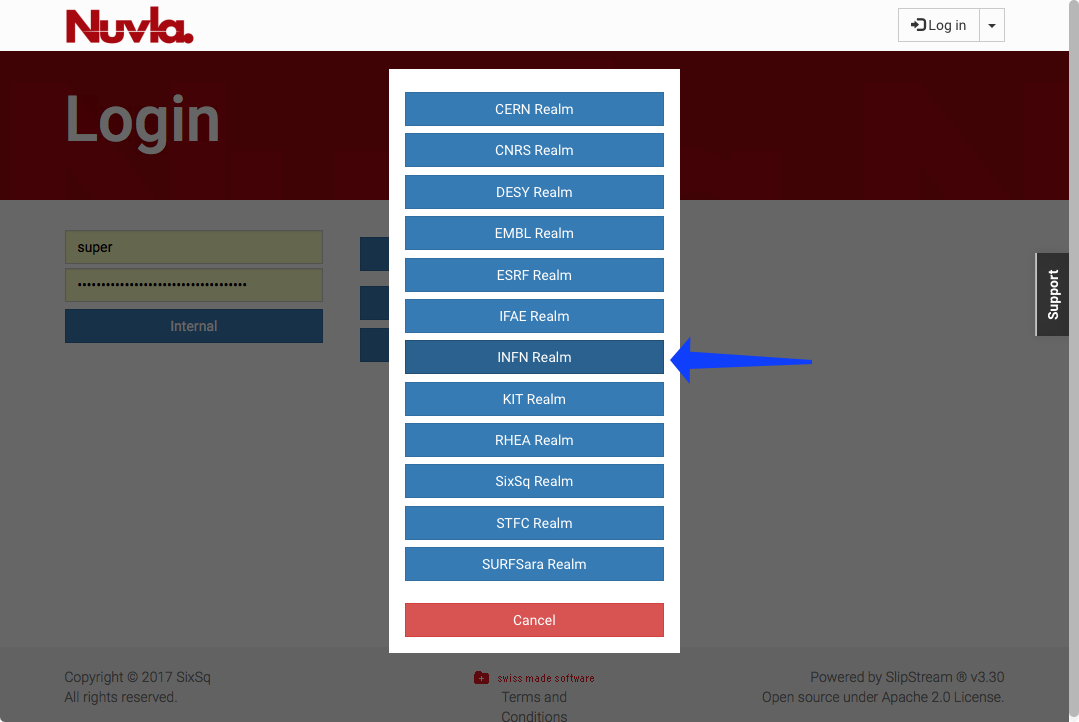 Nuvla.
Log in
Login
CERN Realm
CNRS Realm
DESY Realm
EMBL Realm
ESRF Realm
IFAE Realm
INFN Realm
KIT Realm
RHEA Realm
SixSq Realm
STFC Realm
SURFSara Realm
Cancel
super
••••••••••••••••••••••••••••••••••••
Internal
Support
Copyright © 2017 SixSq
All rights reserved.
swiss made software
Terms and
Conditions
Powered by SlipStream ® v3.30
Open source under Apache 2.0 License.